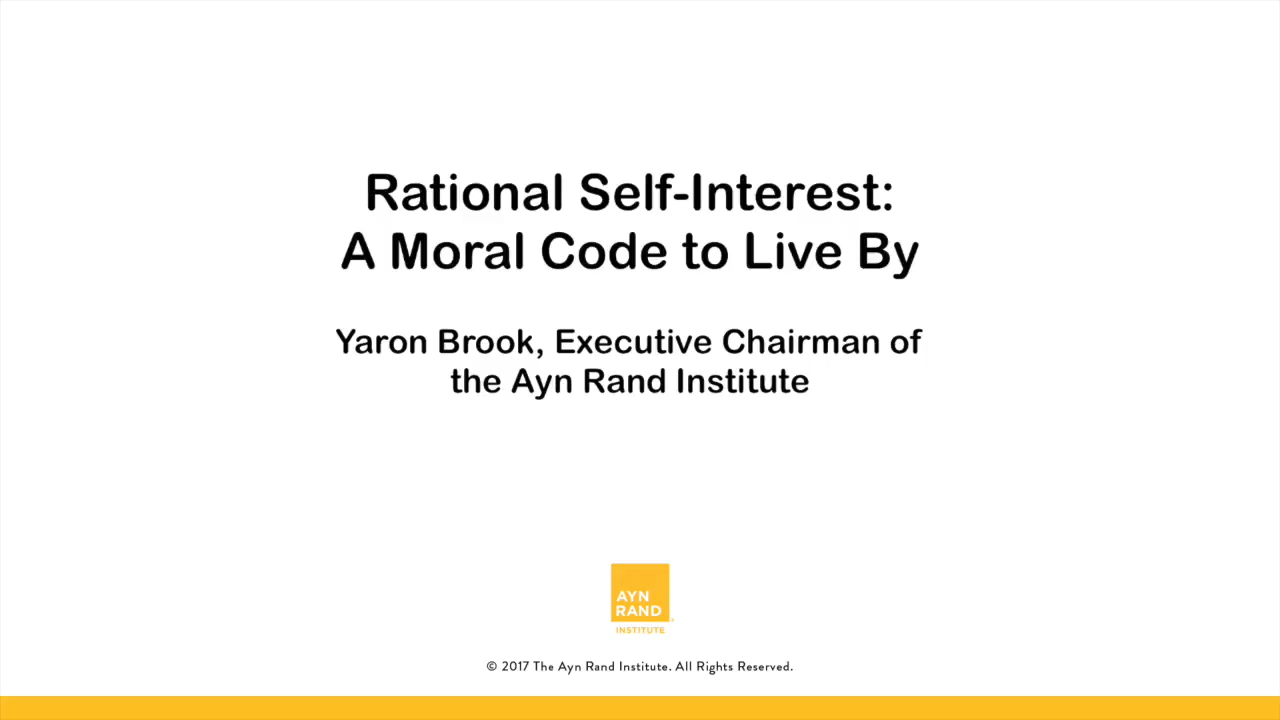 Rational Self-Interest:
A Moral Code to Live By
Yaron Brook, Executive Chairman of
the Ayn Rand Institute
AYN
RAND
INSTITUTE
© 2017 The Ayn Rand Institute. All Rights Reserved.